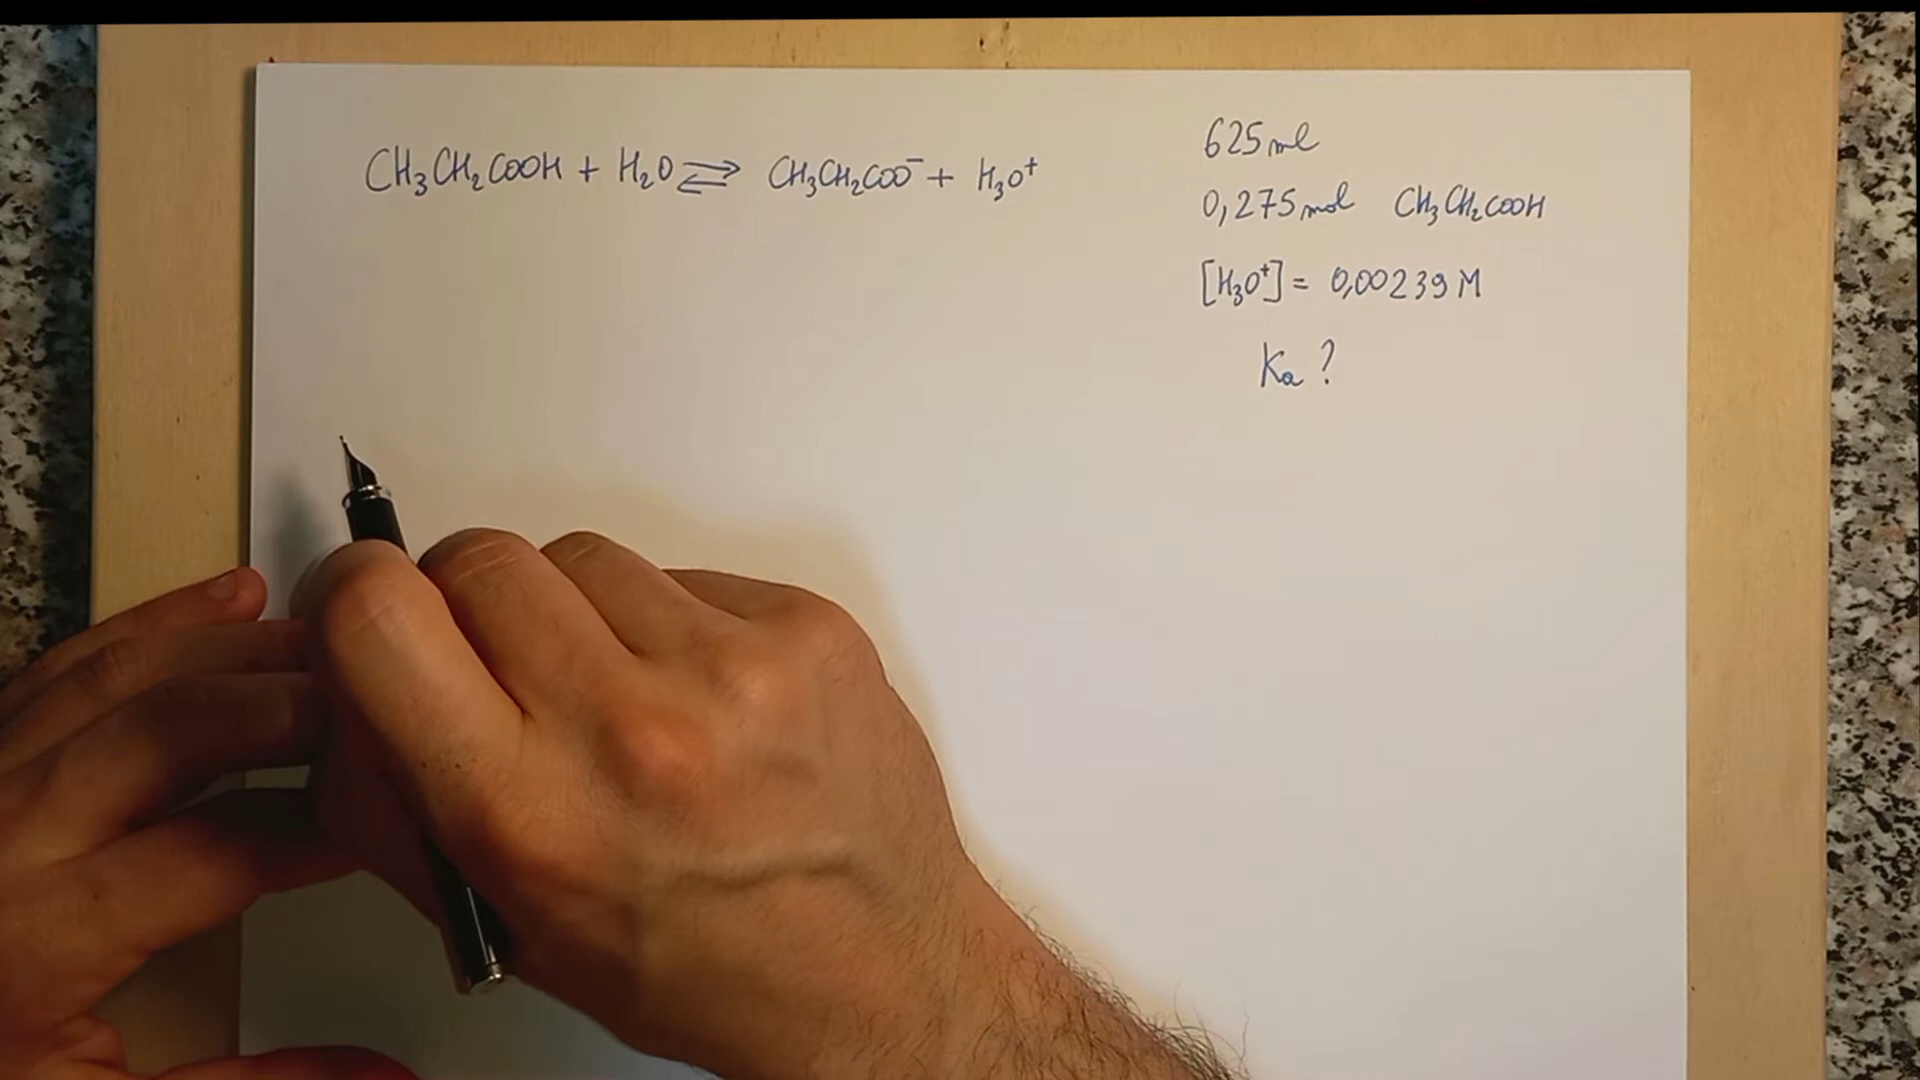 CH₃CH₂COOH + H₂O ⇌ CH₃CH₂COO⁻ + H₃O⁺
625 ml
0,275 mol CH₃CH₂COOH
[H₃O⁺] = 0,00239 M
Ka ?